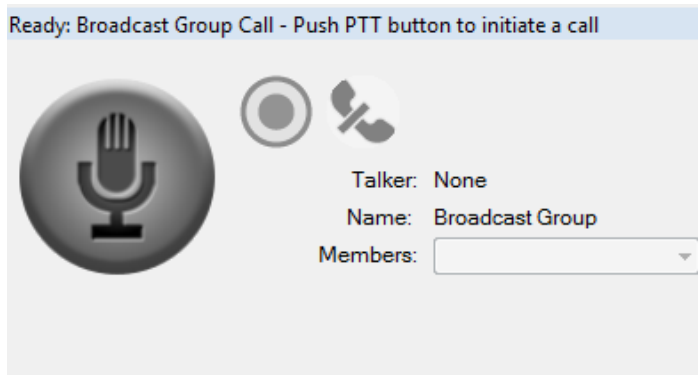 Ready: Broadcast Group Call - Push PTT button to initiate a call
Talker: None
Name: Broadcast Group
Members: